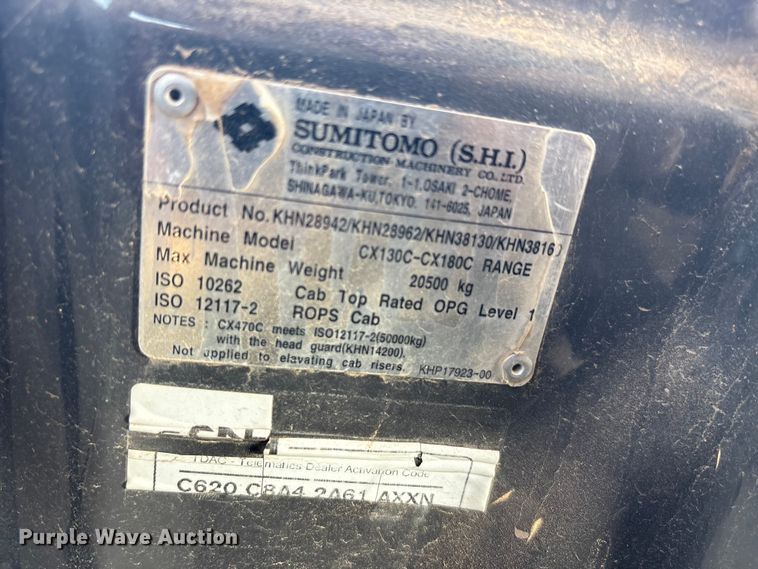 MADE IN JAPAN BY
SUMITOMO (S.H.I.)
CONSTRUCTION MACHINERY CO., LTD.
ThinkPark Tower, 1-1,OSAKI 2-CHOME,
SHINAGAWA-KU,TOKYO, 141-6025, JAPAN
Product No.KHN28942/KHN28962/KHN38130/KHN38160
Machine Model CX130C-CX180C RANGE
Max Machine Weight 20500 kg
ISO 10262 Cab Top Rated OPG Level 1
ISO 12117-2 ROPS Cab
NOTES : CX470C meets ISO12117-2(50000kg)
with the head guard(KHN14200).
Not applied to elevating cab risers.
KHP17923-00
TDAC - Telematics Dealer Activation Code
C620 C8A4 2A61 AXXN
Purple Wave Auction